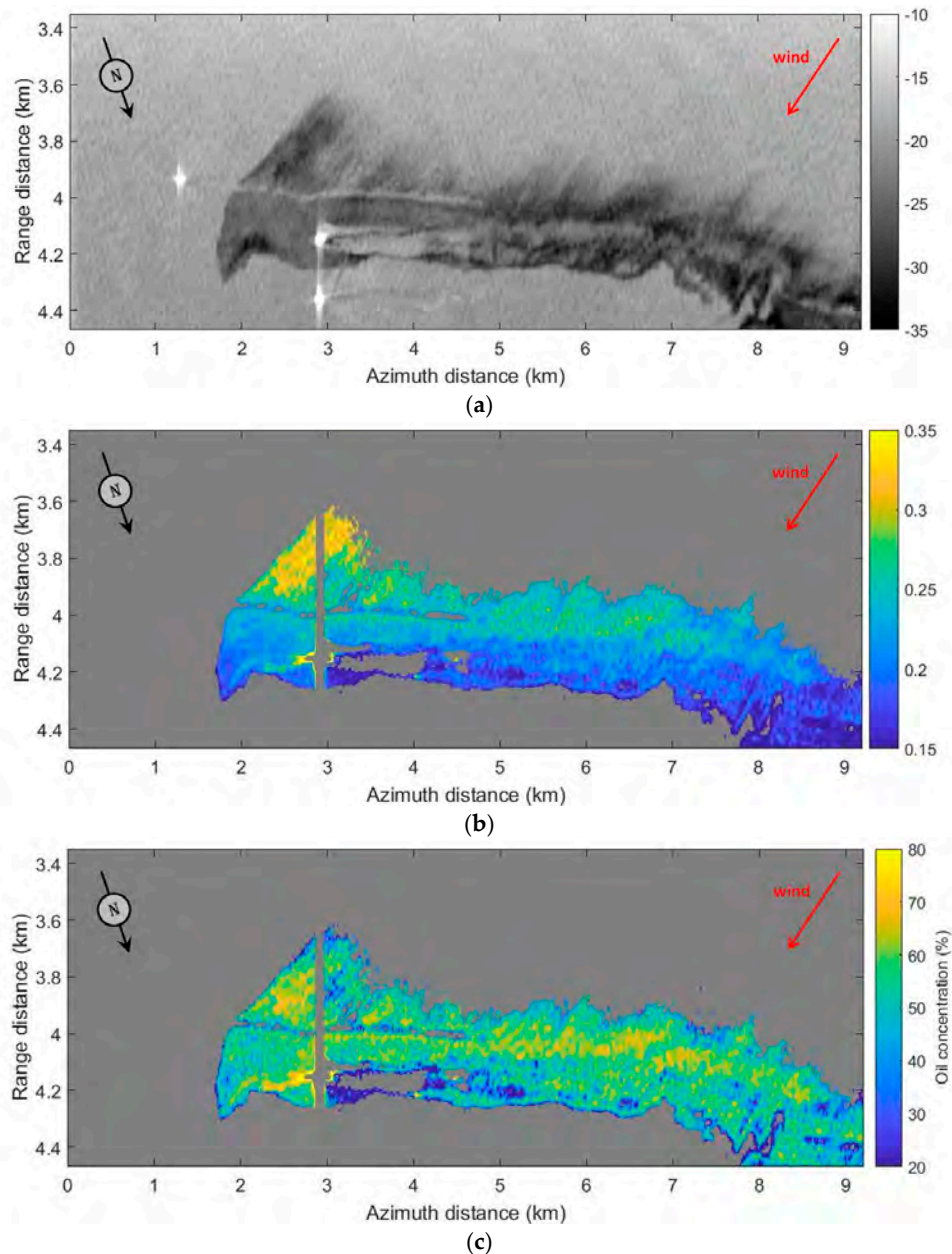 3.4
3.6
3.8
4
4.2
4.4
Range distance (km)
N
wind
-10
-15
-20
-25
-30
-35
0 1 2 3 4 5 6 7 8 9
Azimuth distance (km)
(a)
3.4
3.6
3.8
4
4.2
4.4
Range distance (km)
N
wind
0.35
0.3
0.25
0.2
0.15
0 1 2 3 4 5 6 7 8 9
Azimuth distance (km)
(b)
3.4
3.6
3.8
4
4.2
4.4
Range distance (km)
N
wind
80
70
60
50
40
30
20
Oil concentration (%)
0 1 2 3 4 5 6 7 8 9
Azimuth distance (km)
(c)